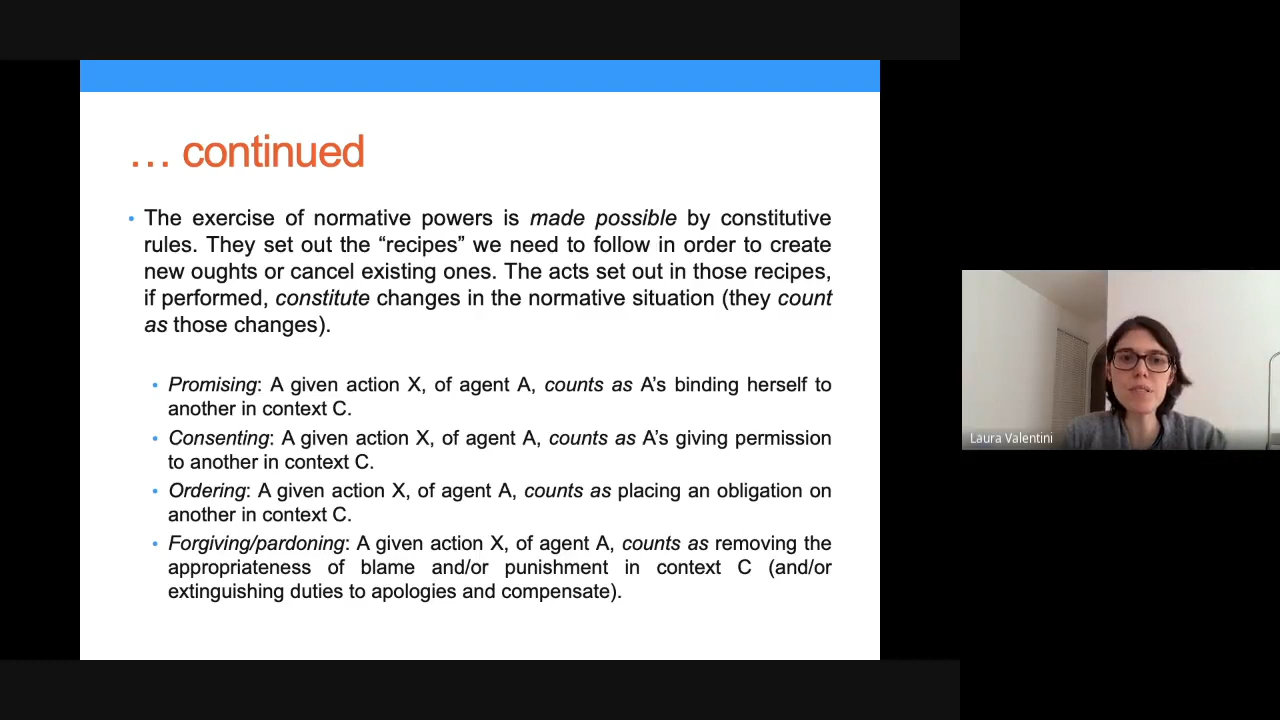 … continued
• The exercise of normative powers is made possible by constitutive
rules. They set out the “recipes” we need to follow in order to create
new oughts or cancel existing ones. The acts set out in those recipes,
if performed, constitute changes in the normative situation (they count
as those changes).
• Promising: A given action X, of agent A, counts as A’s binding herself to
another in context C.
• Consenting: A given action X, of agent A, counts as A’s giving permission
to another in context C.
• Ordering: A given action X, of agent A, counts as placing an obligation on
another in context C.
• Forgiving/pardoning: A given action X, of agent A, counts as removing the
appropriateness of blame and/or punishment in context C (and/or
extinguishing duties to apologies and compensate).
Laura Valentini